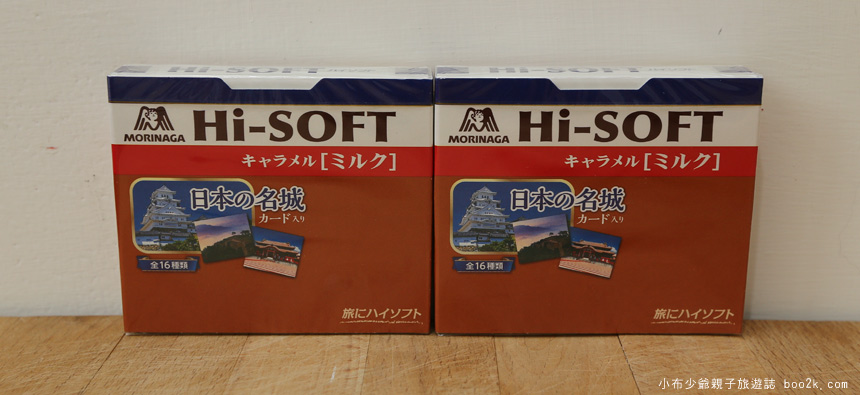 Hi-SOFT
Hi-SOFT
MORINAGA
Hi-SOFT
キャラメル[ミルク]
日本の名城
カード入り
全16種類
旅にハイソフト
MORINAGA
Hi-SOFT
キャラメル[ミルク]
日本の名城
カード入り
全16種類
旅にハイソフト
小布少爺親子旅遊誌 boo2k.com